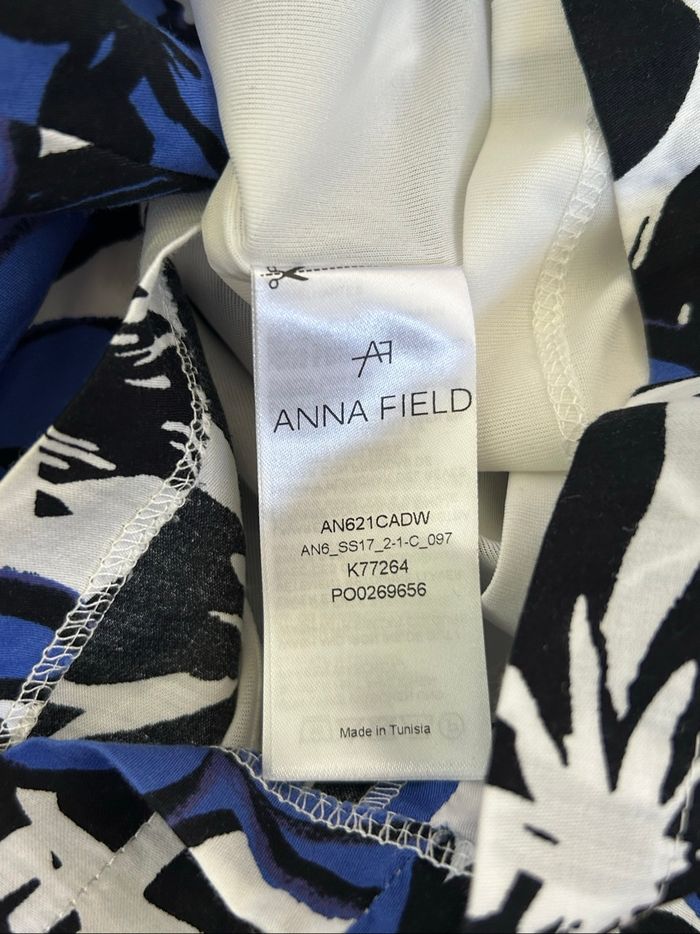 AF
ANNA FIELD
AN621CADW
AN6_SS17_2-1-C_097
K77264
PO0269656
Made in Tunisia